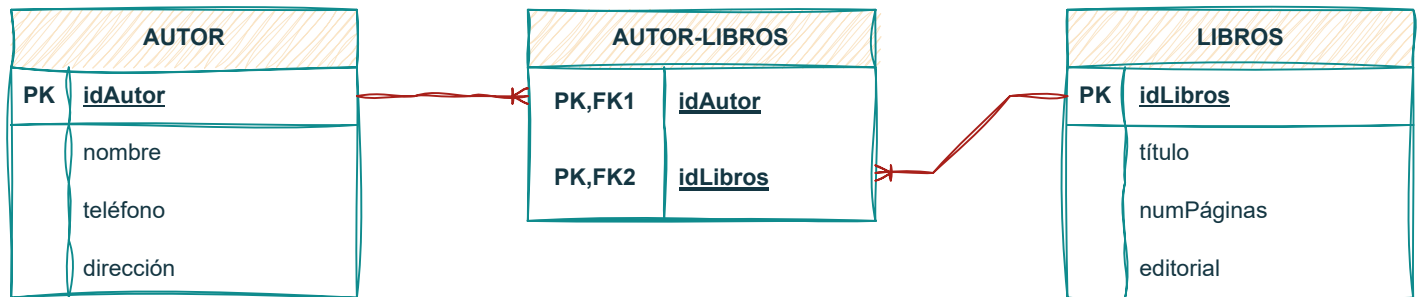 AUTOR
PK idAutor
nombre
teléfono
dirección
AUTOR-LIBROS
PK,FK1 idAutor
PK,FK2 idLibros
LIBROS
PK idLibros
título
numPáginas
editorial